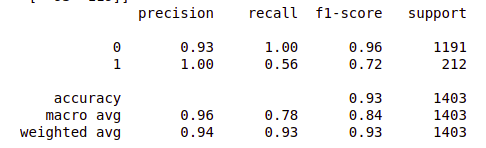 precision recall f1-score support
0 0.93 1.00 0.96 1191
1 1.00 0.56 0.72 212
accuracy 0.93 1403
macro avg 0.96 0.78 0.84 1403
weighted avg 0.94 0.93 0.93 1403